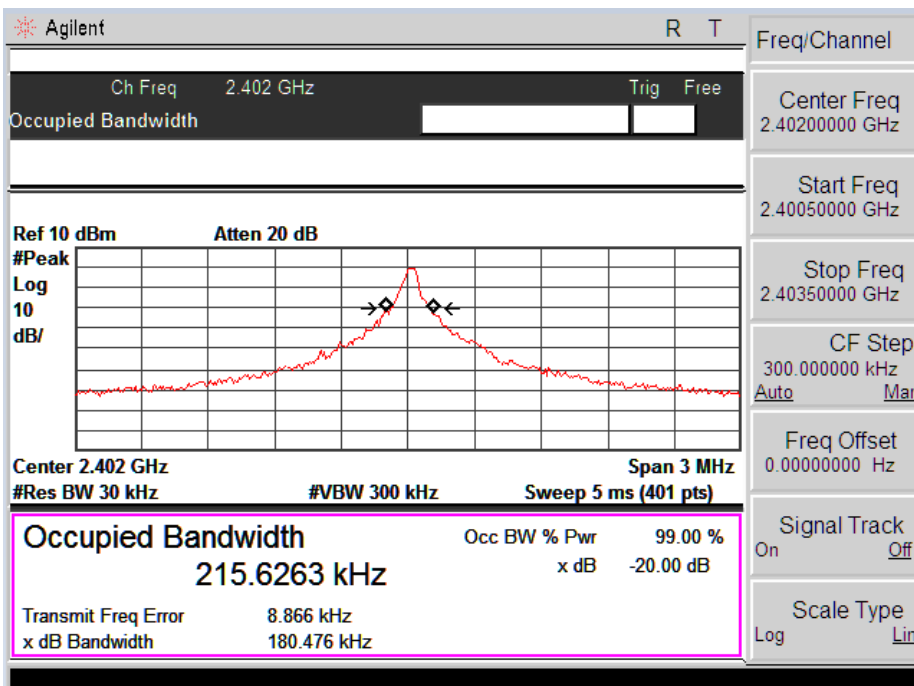 Agilent R T
Ch Freq 2.402 GHz Trig Free
Occupied Bandwidth
Ref 10 dBm Atten 20 dB
#Peak
Log
10
dB/
Center 2.402 GHz Span 3 MHz
#Res BW 30 kHz #VBW 300 kHz Sweep 5 ms (401 pts)
Occupied Bandwidth Occ BW % Pwr 99.00 %
215.6263 kHz x dB -20.00 dB
Transmit Freq Error 8.866 kHz
x dB Bandwidth 180.476 kHz
Freq/Channel
Center Freq
2.40200000 GHz
Start Freq
2.40050000 GHz
Stop Freq
2.40350000 GHz
CF Step
300.000000 kHz
Auto Mar
Freq Offset
0.00000000 Hz
Signal Track
On Off
Scale Type
Log Lin